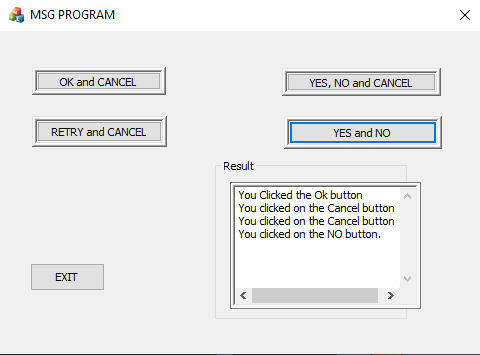 MSG PROGRAM
OK and CANCEL
YES, NO and CANCEL
RETRY and CANCEL
YES and NO
Result
You Clicked the Ok button
You clicked on the Cancel button
You clicked on the Cancel button
You clicked on the NO button.
EXIT